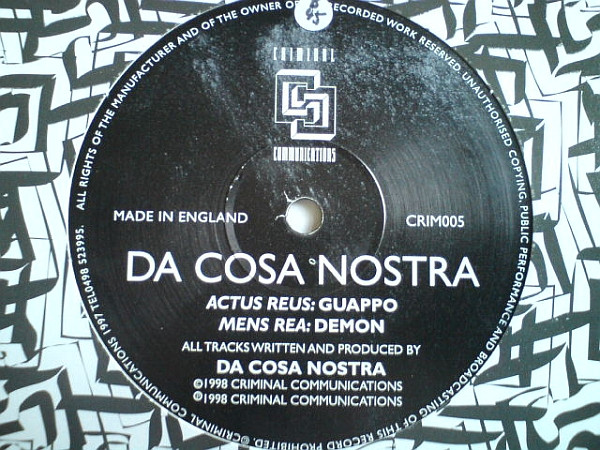 ALL RIGHTS OF THE MANUFACTURER AND OF THE OWNER OF RECORDED WORK RESERVED. UNAUTHORISED COPYING, PUBLIC PERFORMANCE AND BROADCASTING OF THIS RECORD PROHIBITED. ©CRIMINAL COMMUNICATIONS 1997 TEL:0498 523995.
CRIMINAL
COMMUNICATIONS
MADE IN ENGLAND
CRIM005
DA COSA NOSTRA
ACTUS REUS: GUAPPO
MENS REA: DEMON
ALL TRACKS WRITTEN AND PRODUCED BY
DA COSA NOSTRA
℗1998 CRIMINAL COMMUNICATIONS
©1998 CRIMINAL COMMUNICATIONS